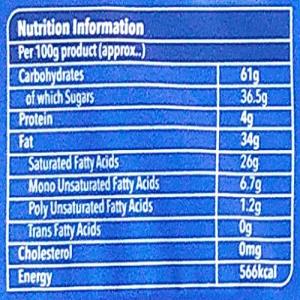 Nutrition Information
Per 100g product (approx..)
Carbohydrates 61g
of which Sugars 36.5g
Protein 4g
Fat 34g
Saturated Fatty Acids 26g
Mono Unsaturated Fatty Acids 6.7g
Poly Unsaturated Fatty Acids 1.2g
Trans Fatty Acids 0g
Cholesterol 0mg
Energy 566kcal